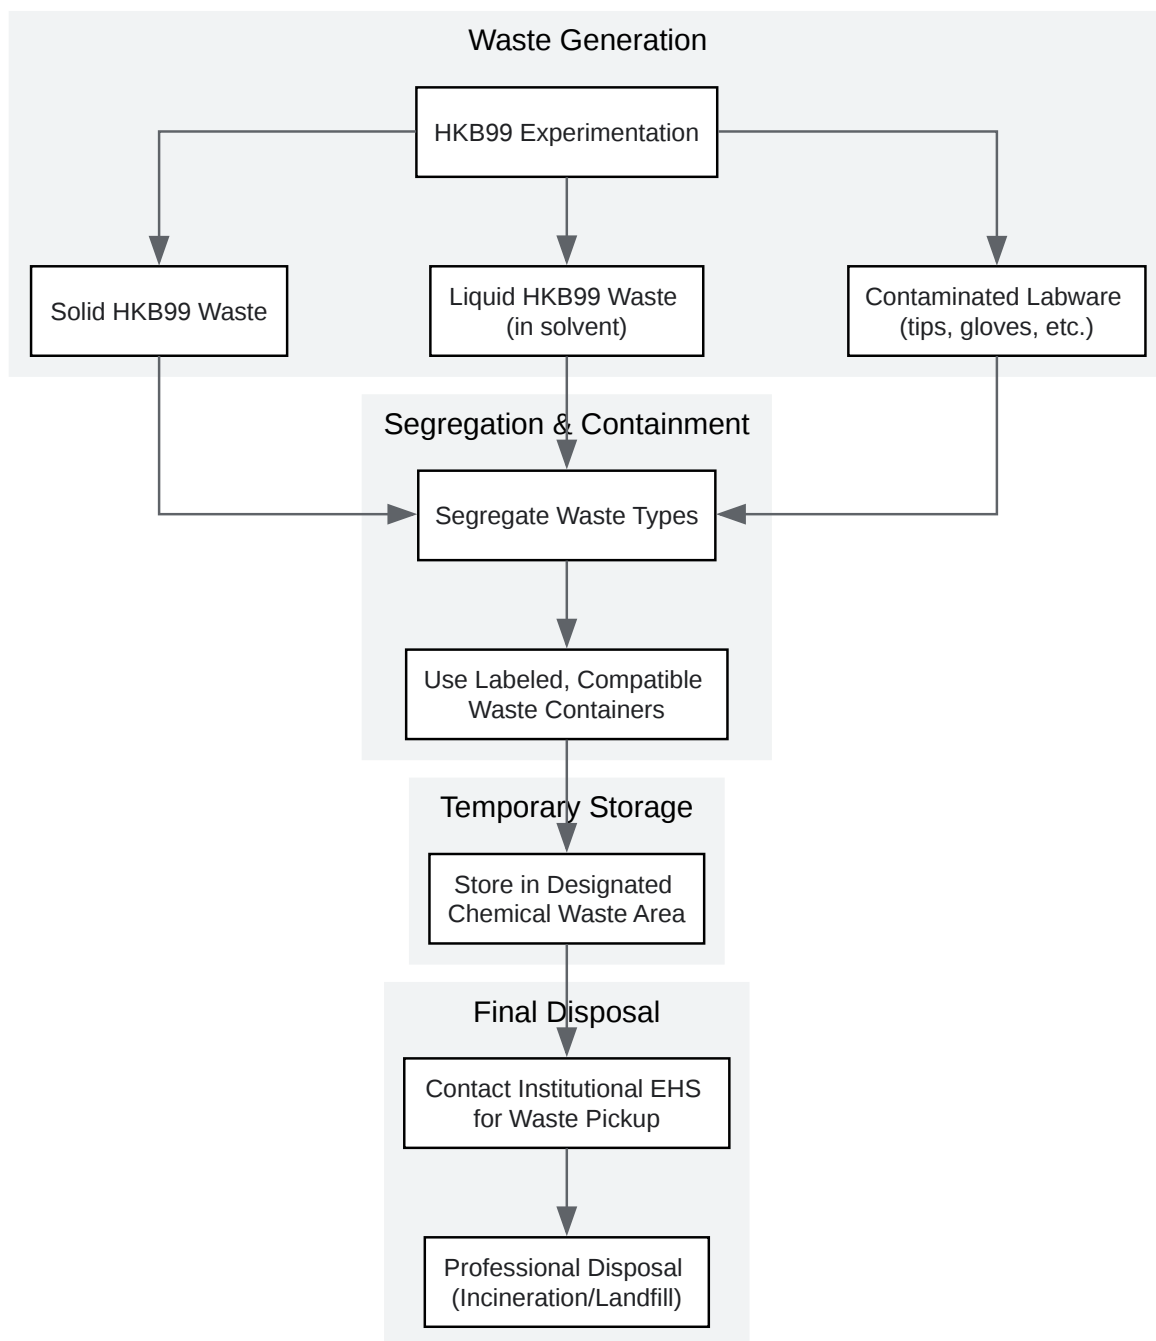 Waste Generation
HKB99 Experimentation
Solid HKB99 Waste
Liquid HKB99 Waste
(in solvent)
Contaminated Labware
(tips, gloves, etc.)
Segregation & Containment
Segregate Waste Types
Use Labeled, Compatible
Waste Containers
Temporary Storage
Store in Designated
Chemical Waste Area
Final Disposal
Contact Institutional EHS
for Waste Pickup
Professional Disposal
(Incineration/Landfill)